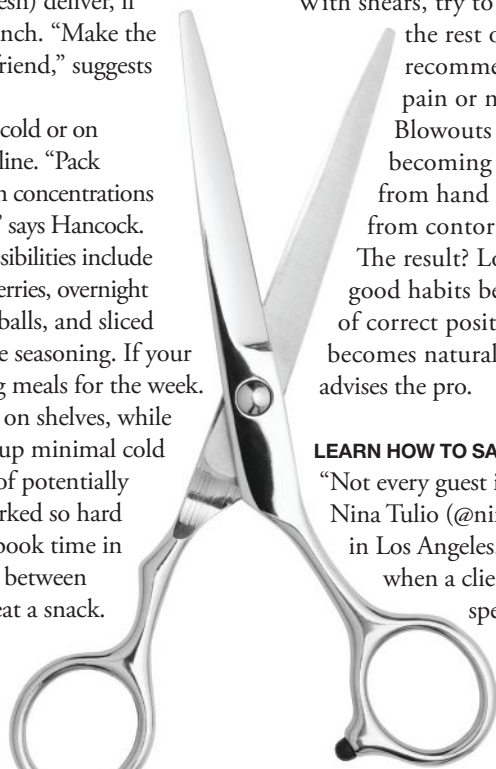 esh) deliver, if
nch. “Make the
riend,” suggests
cold or on
line. “Pack
n concentrations
” says Hancock.
sibilities include
erries, overnight
balls, and sliced
e seasoning. If your
g meals for the week.
on shelves, while
up minimal cold
of potentially
rked so hard
book time in
between
eat a snack.
With shears, try to
the rest o
recomme
pain or n
Blowouts
becoming
from hand
from contor
The result? Lo
good habits be
of correct posit
becomes natural
advises the pro.
LEARN HOW TO SA
“Not every guest i
Nina Tulio (@nin
in Los Angeles.
when a clie
spe